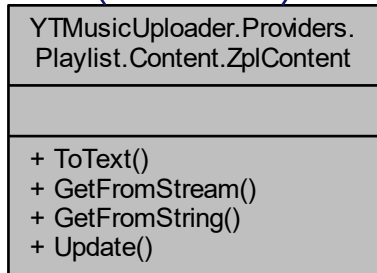 YTMusicUploader.Providers.
Playlist.Content.ZplContent
+ ToText()
+ GetFromStream()
+ GetFromString()
+ Update()